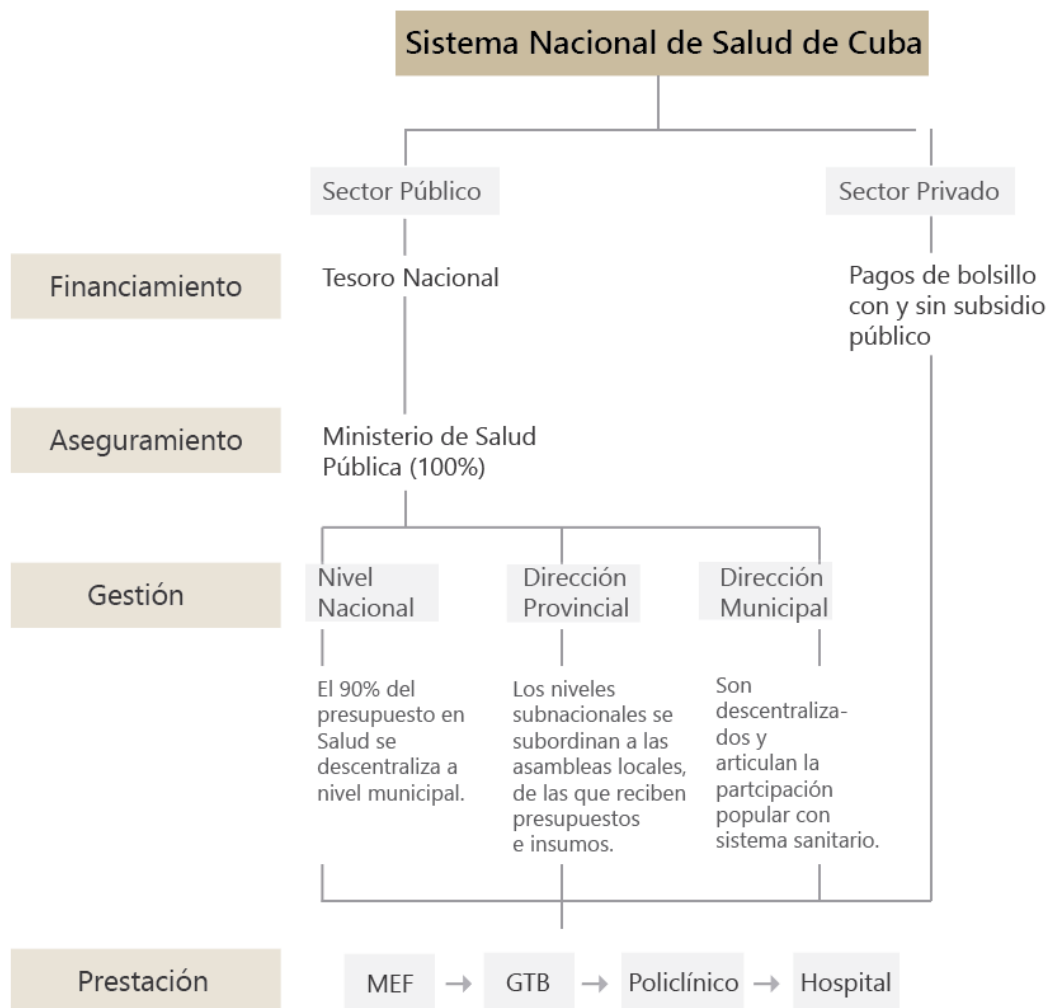 Sistema Nacional de Salud de Cuba
Sector Público
Sector Privado
Financiamiento
Tesoro Nacional
Pagos de bolsillo
con y sin subsidio
público
Aseguramiento
Ministerio de Salud
Pública (100%)
Gestión
Nivel
Nacional
Dirección
Provincial
Dirección
Municipal
El 90% del
presupuesto en
Salud se
descentraliza a
nivel municipal.
Los niveles
subnacionales se
subordinan a las
asambleas locales,
de las que reciben
presupuestos
e insumos.
Son
descentraliza-
dos y
articulan la
partcipación
popular con
sistema sanitario.
Prestación
MEF → GTB → Policlínico → Hospital